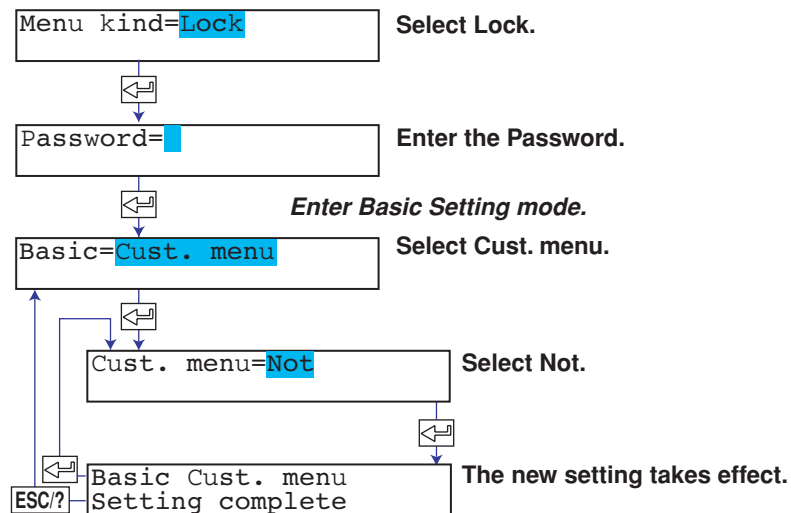 Menu kind=Lock
Select Lock.
Password=
Enter the Password.
Enter Basic Setting mode.
Basic=Cust. menu
Select Cust. menu.
Cust. menu=Not
Select Not.
Basic Cust. menu
The new setting takes effect.
ESC/?
Setting complete